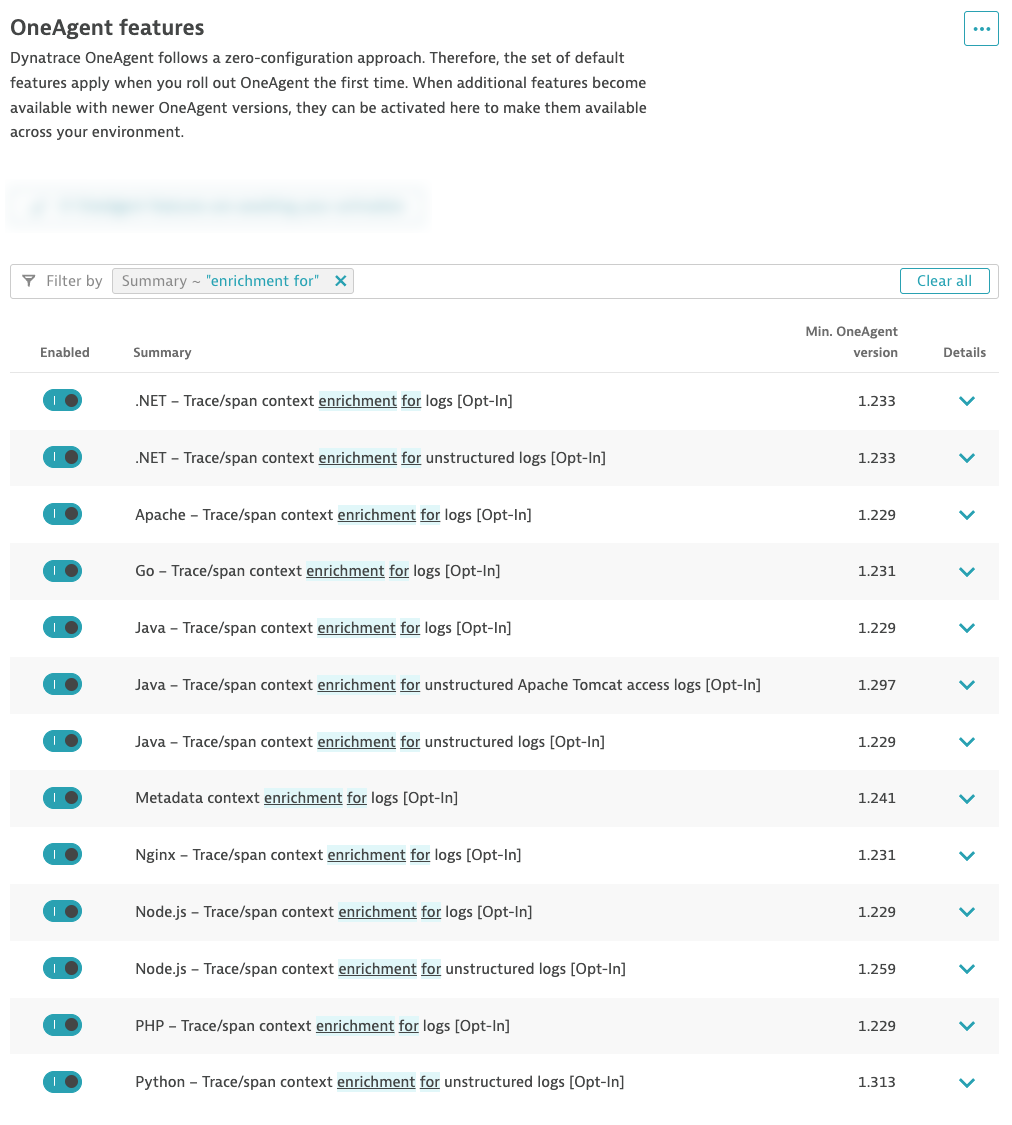 OneAgent features
Dynatrace OneAgent follows a zero-configuration approach. Therefore, the set of default
features apply when you roll out OneAgent the first time. When additional features become
available with newer OneAgent versions, they can be activated here to make them available
across your environment.
Filter by Summary ~ "enrichment for" Clear all
Min. OneAgent
Enabled Summary version Details
.NET – Trace/span context enrichment for logs [Opt-In] 1.233
.NET – Trace/span context enrichment for unstructured logs [Opt-In] 1.233
Apache – Trace/span context enrichment for logs [Opt-In] 1.229
Go – Trace/span context enrichment for logs [Opt-In] 1.231
Java – Trace/span context enrichment for logs [Opt-In] 1.229
Java – Trace/span context enrichment for unstructured Apache Tomcat access logs [Opt-In] 1.297
Java – Trace/span context enrichment for unstructured logs [Opt-In] 1.229
Metadata context enrichment for logs [Opt-In] 1.241
Nginx – Trace/span context enrichment for logs [Opt-In] 1.231
Node.js – Trace/span context enrichment for logs [Opt-In] 1.229
Node.js – Trace/span context enrichment for unstructured logs [Opt-In] 1.259
PHP – Trace/span context enrichment for logs [Opt-In] 1.229
Python – Trace/span context enrichment for unstructured logs [Opt-In] 1.313